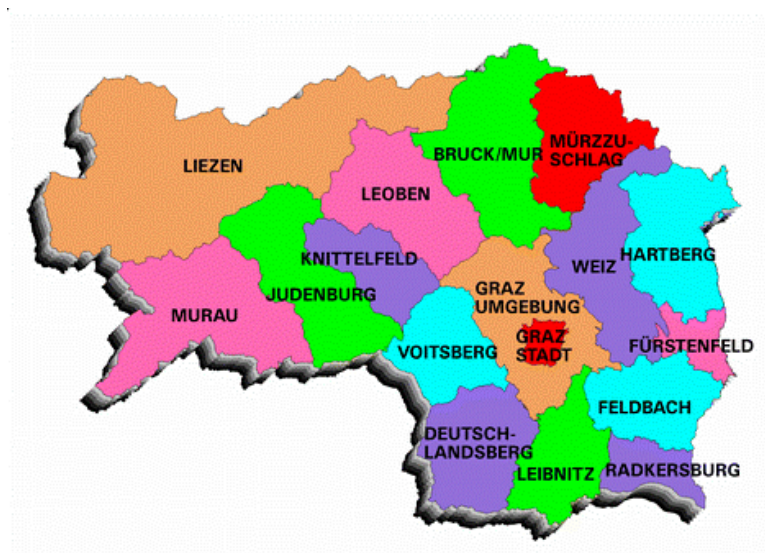 BRUCK/MUR
MÜRZZU-
SCHLAG
LIEZEN
LEOBEN
KNITTELFELD
WEIZ
HARTBERG
JUDENBURG
GRAZ
UMGEBUNG
MURAU
GRAZ
STADT
VOITSBERG
FÜRSTENFELD
FELDBACH
DEUTSCH-
LANDSBERG
LEIBNITZ
RADKERSBURG